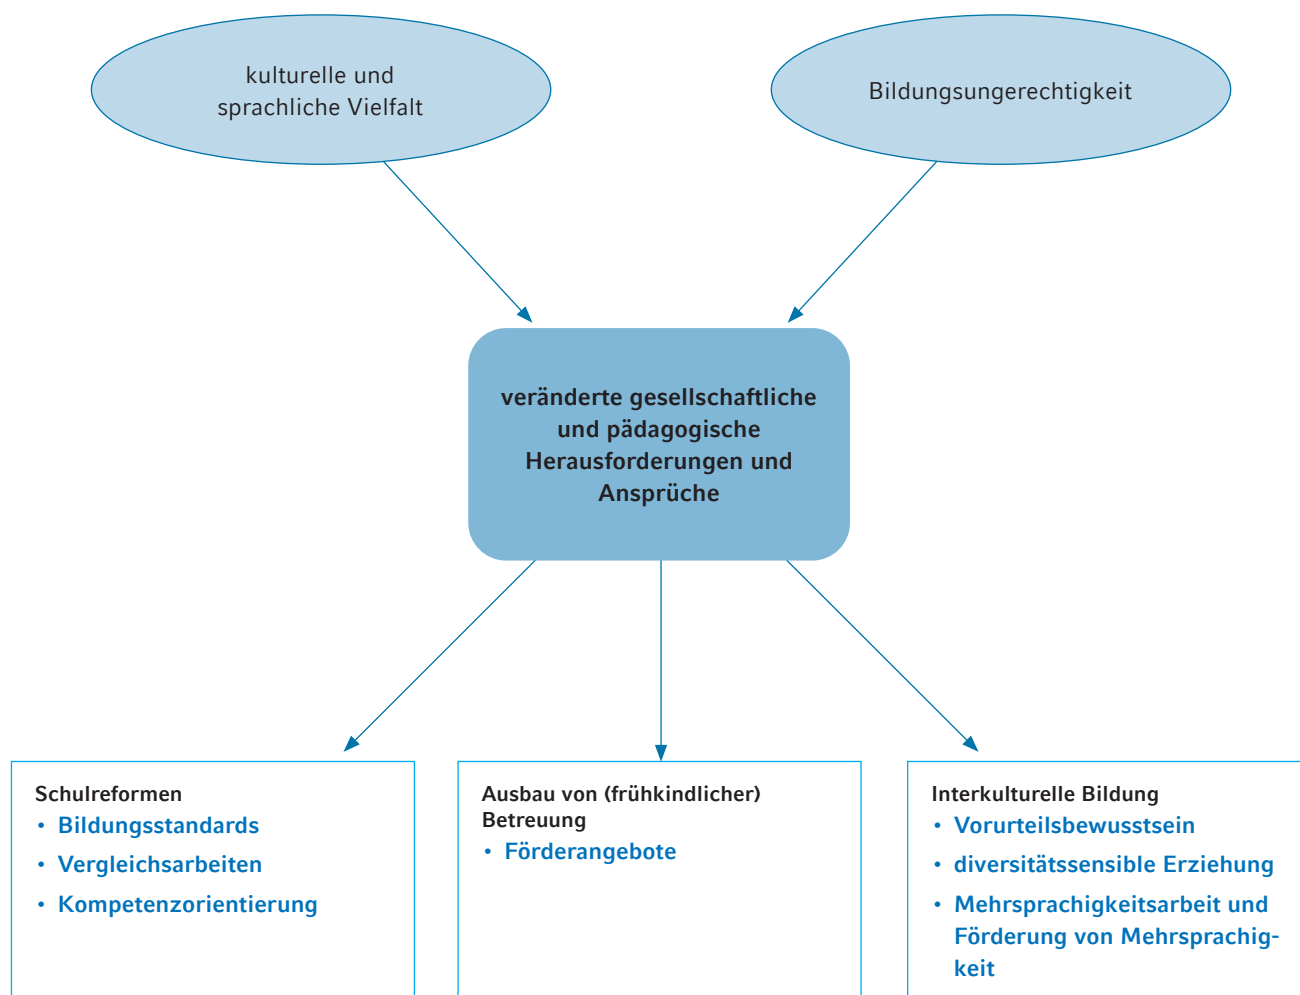 kulturelle und
sprachliche Vielfalt
Bildungsungerechtigkeit
veränderte gesellschaftliche
und pädagogische
Herausforderungen und
Ansprüche
Schulreformen
• Bildungsstandards
• Vergleichsarbeiten
• Kompetenzorientierung
Ausbau von (frühkindlicher)
Betreuung
• Förderangebote
Interkulturelle Bildung
• Vorurteilsbewusstsein
• diversitätssensible Erziehung
• Mehrsprachigkeitsarbeit und
Förderung von Mehrsprachig-
keit